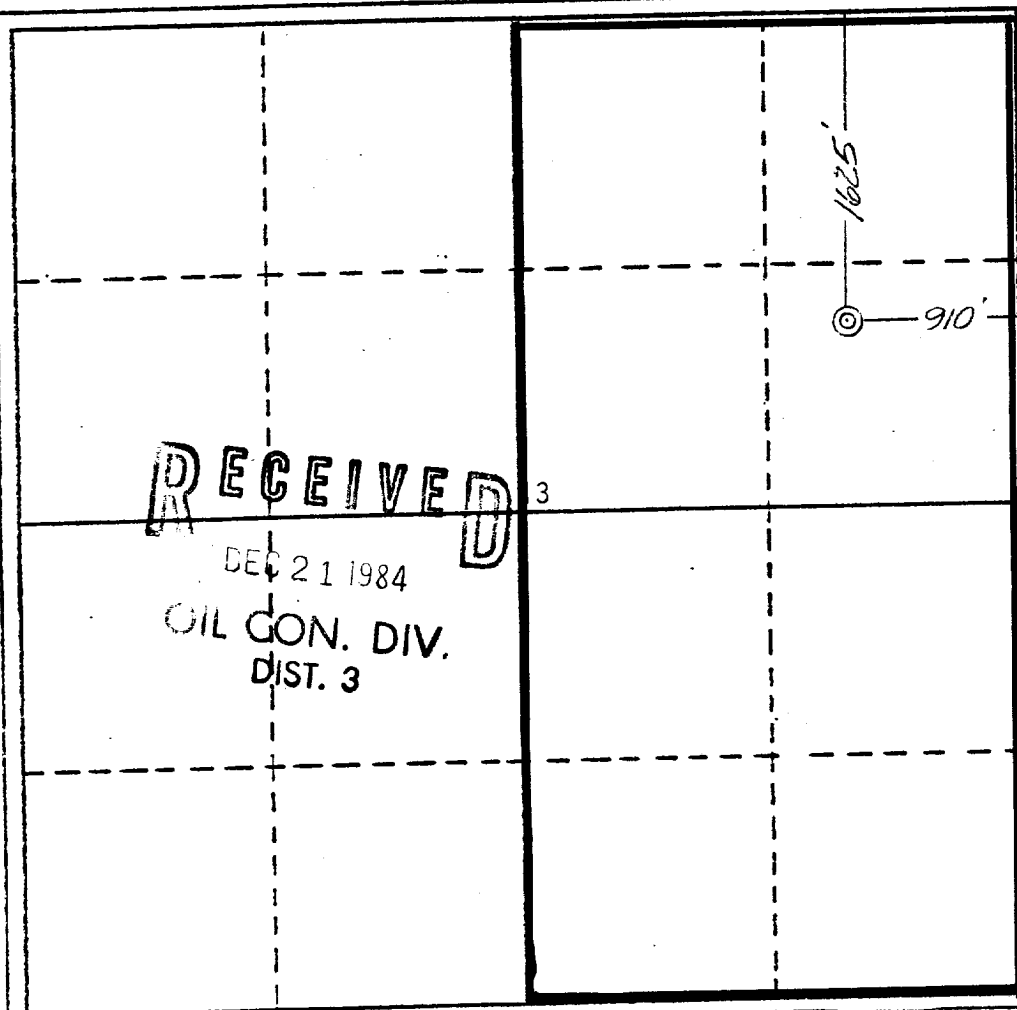 1625'
910'
RECEIVED
3
DEC 21 1984
OIL CON. DIV.
DIST. 3